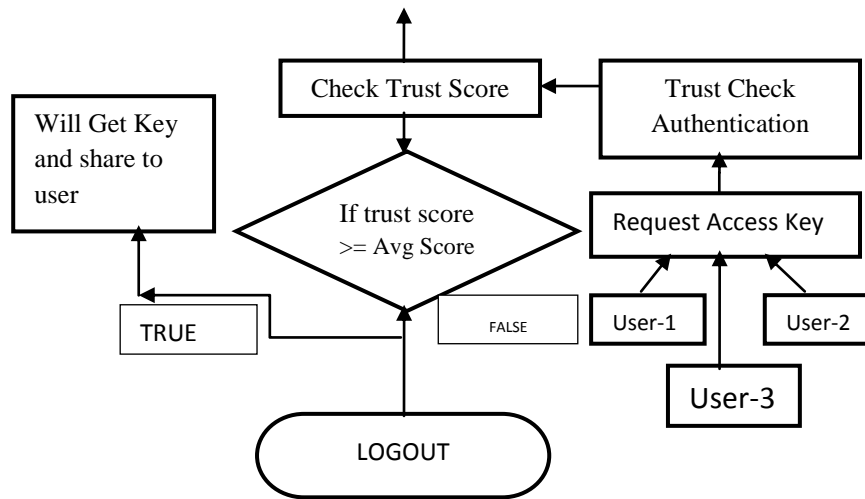 Check Trust Score
Trust Check
Authentication
Will Get Key
and share to
user
If trust score
>= Avg Score
Request Access Key
User-1
User-2
TRUE
FALSE
User-3
LOGOUT